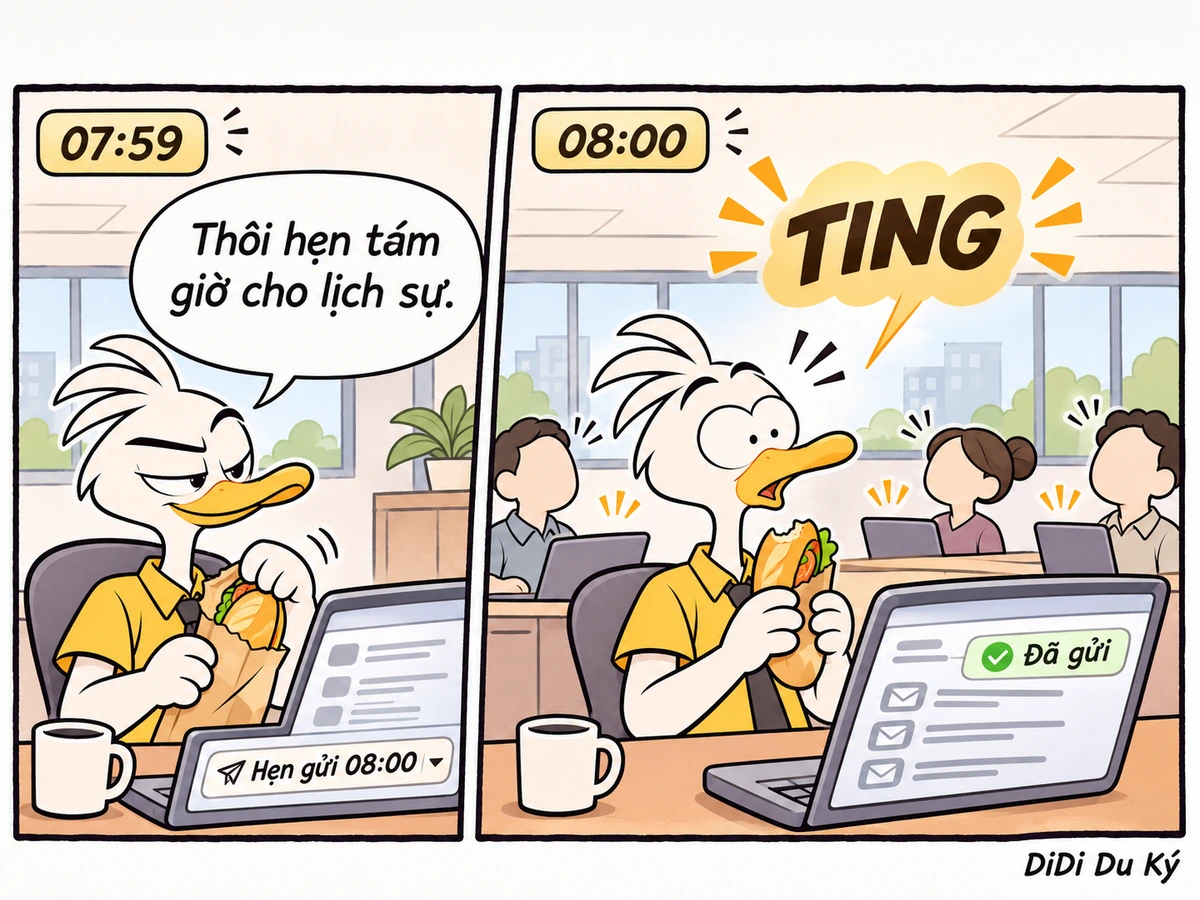 07:59
Thôi hẹn tám
giờ cho lịch sự.
Hẹn gửi 08:00
08:00
TING
Đã gửi
DiDi Du Ký